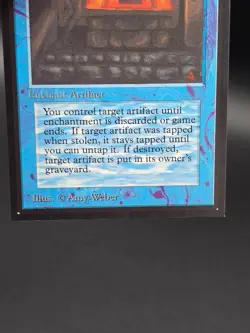 Enchant Artifact
You control target artifact until
enchantment is discarded or game
ends. If target artifact was tapped
when stolen, it stays tapped until
you can untap it. If destroyed,
target artifact is put in its owner's
graveyard.
Illus. © Amy Weber